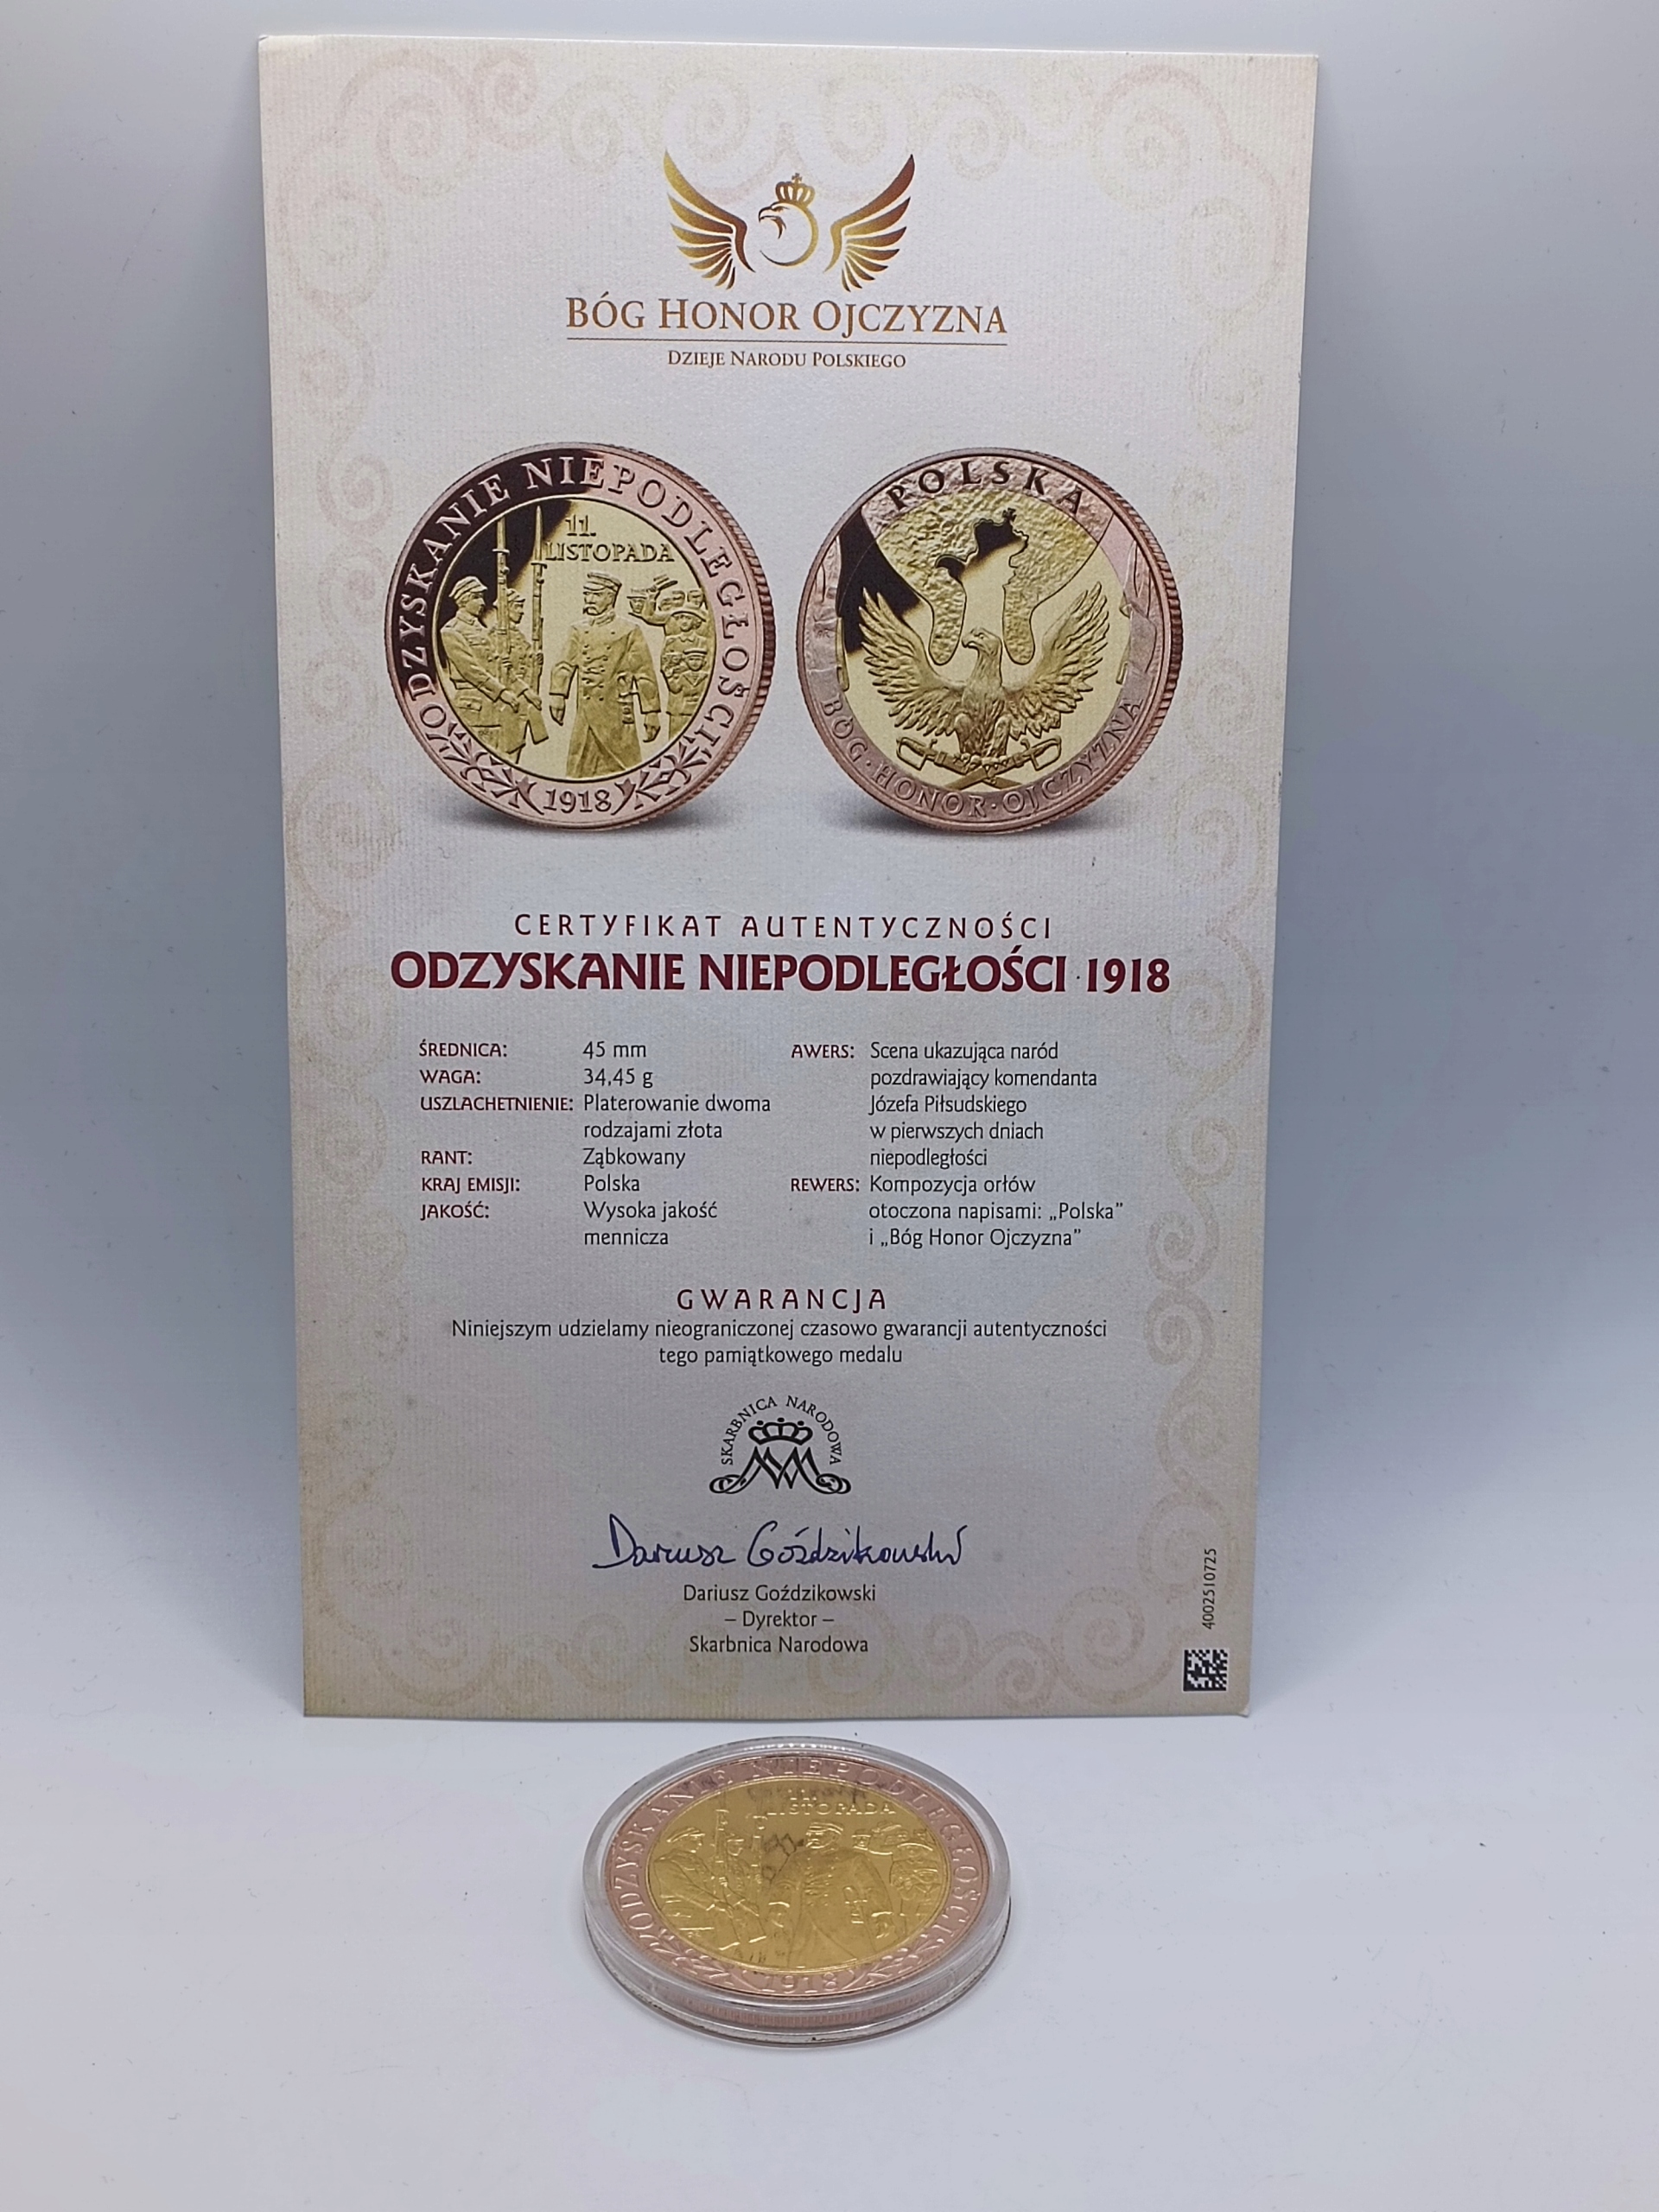 BÓG HONOR OJCZYZNA
DZIEJE NARODU POLSKIEGO
ODZYSKANIE NIEPODLEGŁOŚCI
11.
LISTOPADA
1918
POLSKA
BÓG · HONOR · OJCZYZNA
CERTYFIKAT AUTENTYCZNOŚCI
ODZYSKANIE NIEPODLEGŁOŚCI 1918
ŚREDNICA: 45 mm
WAGA: 34,45 g
USZLACHETNIENIE: Platerowanie dwoma
rodzajami złota
RANT: Ząbkowany
KRAJ EMISJI: Polska
JAKOŚĆ: Wysoka jakość
mennicza
AWERS: Scena ukazująca naród
pozdrawiający komendanta
Józefa Piłsudskiego
w pierwszych dniach
niepodległości
REWERS: Kompozycja orłów
otoczona napisami: „Polska”
i „Bóg Honor Ojczyzna”
GWARANCJA
Niniejszym udzielamy nieograniczonej czasowo gwarancji autentyczności
tego pamiątkowego medalu
SKARBNICA NARODOWA
Dariusz Goździkowski
Dariusz Goździkowski
– Dyrektor –
Skarbnica Narodowa
4002510725
ODZYSKANIE NIEPODLEGŁOŚCI
11.
LISTOPADA
1918